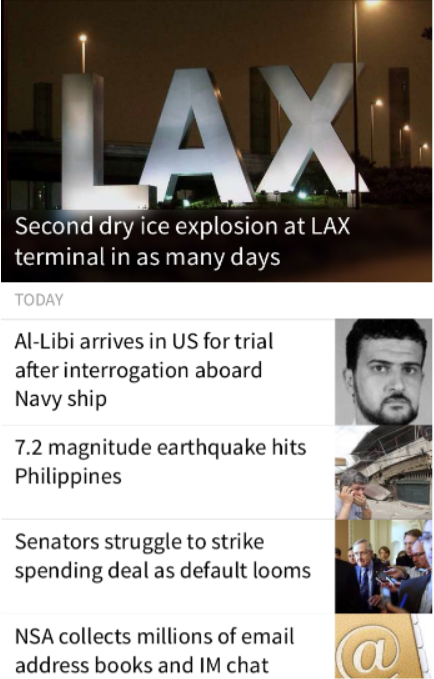 LAX
Second dry ice explosion at LAX
terminal in as many days
TODAY
Al-Libi arrives in US for trial
after interrogation aboard
Navy ship
7.2 magnitude earthquake hits
Philippines
Senators struggle to strike
spending deal as default looms
NSA collects millions of email
address books and IM chat
@